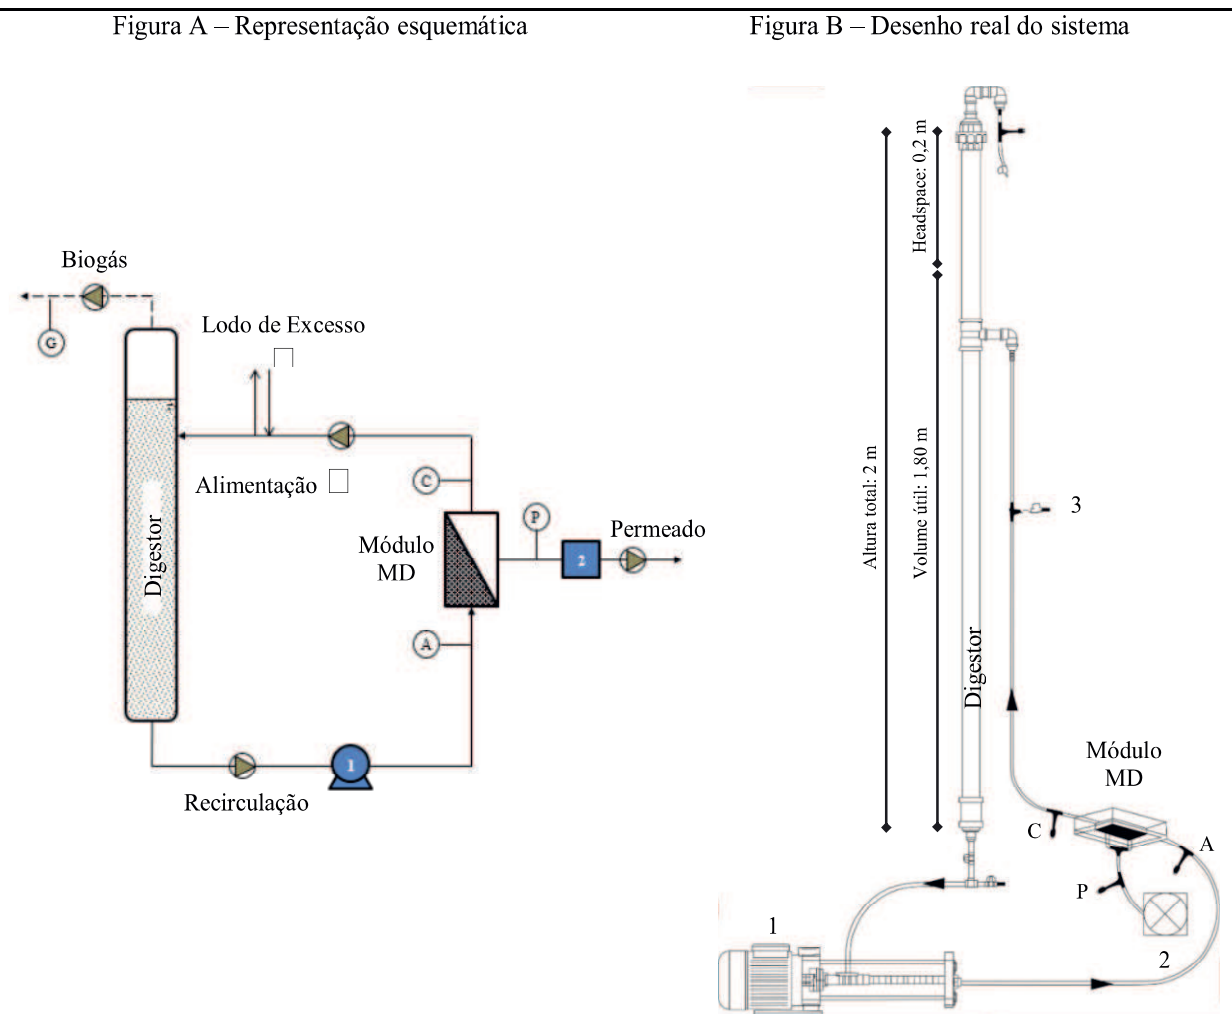 Figura A – Representação esquemática
Biogás
G
Lodo de Excesso
Alimentação
Digestor
C
Módulo
MD
P
2
Permeado
A
1
Recirculação
Figura B – Desenho real do sistema
Headspace: 0,2 m
Altura total: 2 m
Volume útil: 1,80 m
Digestor
3
Módulo
MD
C
A
P
2
1